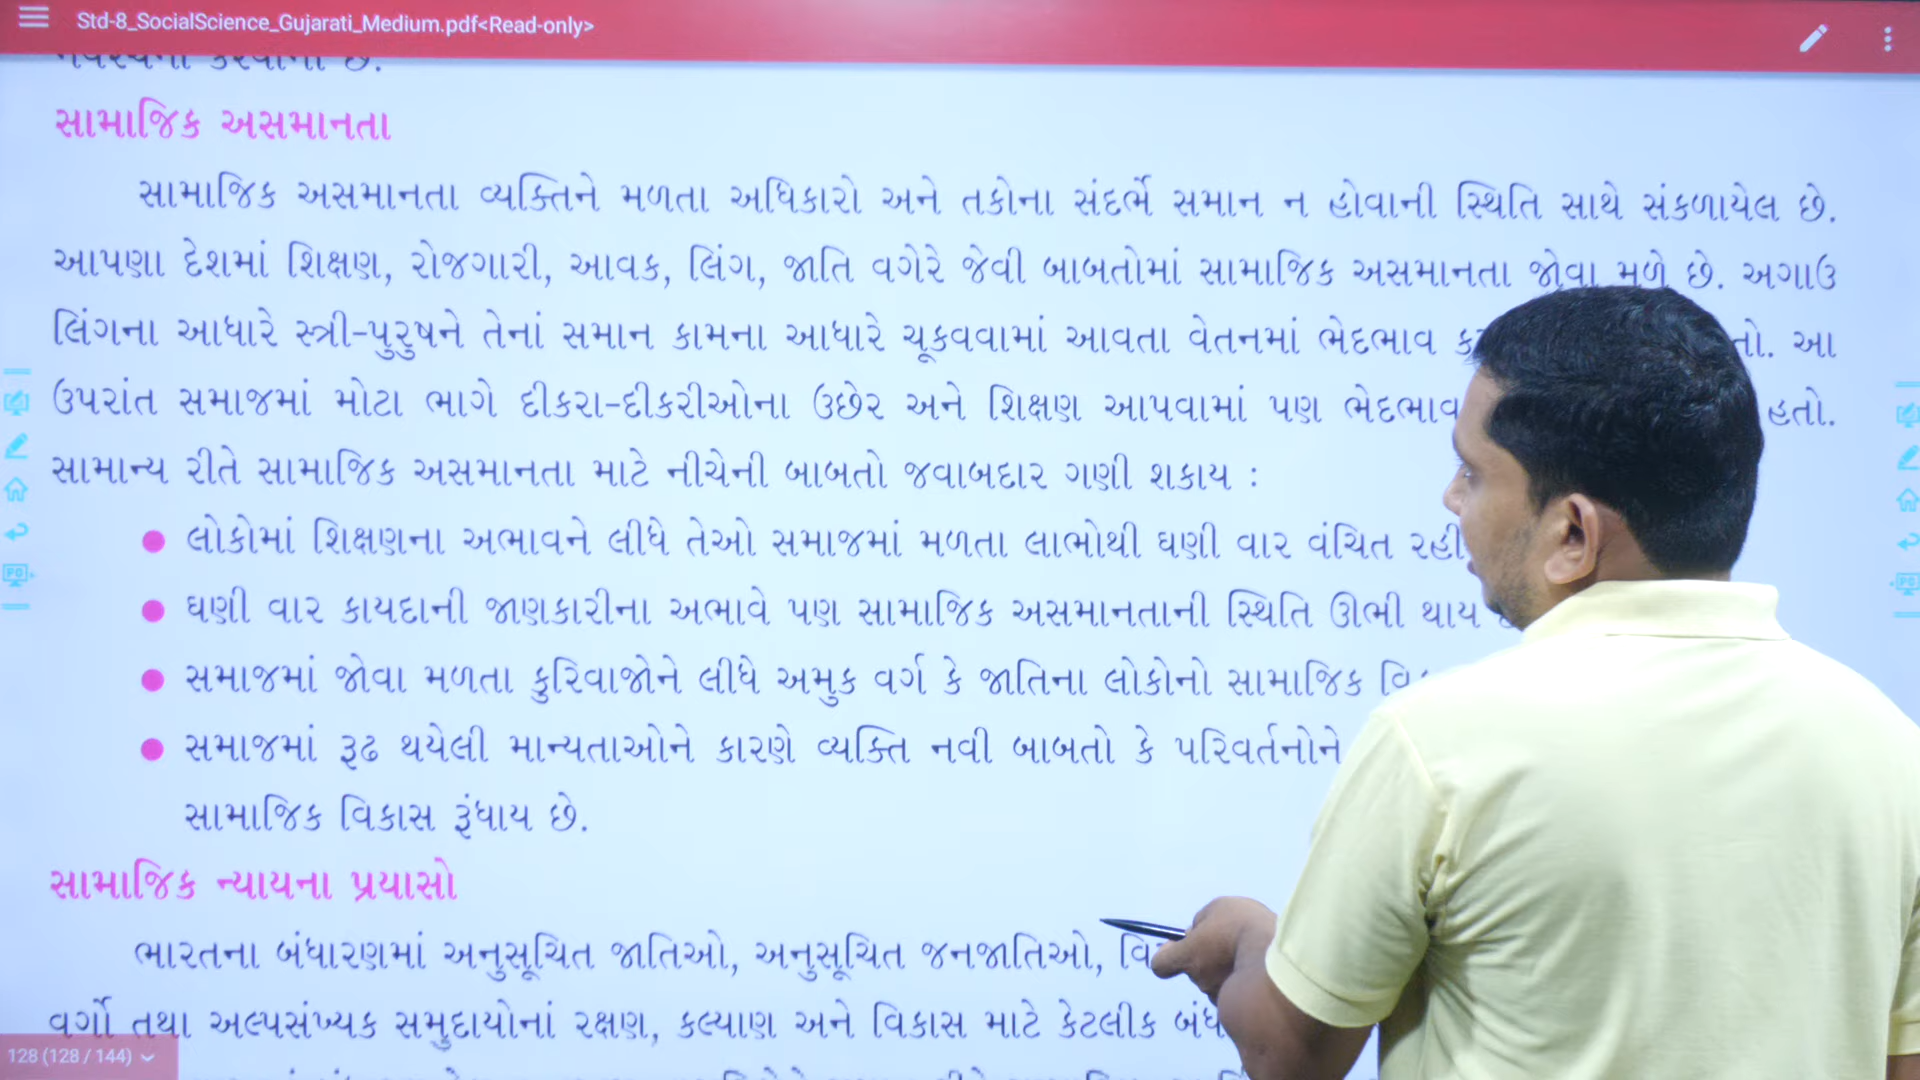 Std-8_SocialScience_Gujarati_Medium.pdf<Read-only>
સામાજિક અસમાનતા
સામાજિક અસમાનતા વ્યક્તિને મળતા અધિકારો અને તકોના સંદર્ભે સમાન ન હોવાની સ્થિતિ સાથે સંકળાયેલ છે.
આપણા દેશમાં શિક્ષણ, રોજગારી, આવક, લિંગ, જાતિ વગેરે જેવી બાબતોમાં સામાજિક અસમાનતા જોવા મળે છે. અગાઉ
લિંગના આધારે સ્ત્રી-પુરુષને તેનાં સમાન કામના આધારે ચૂકવવામાં આવતા વેતનમાં ભેદભાવ આ
ઉપરાંત સમાજમાં મોટા ભાગે દીકરા-દીકરીઓના ઉછેર અને શિક્ષણ આપવામાં પણ ભેદભાવ હતો.
સામાન્ય રીતે સામાજિક અસમાનતા માટે નીચેની બાબતો જવાબદાર ગણી શકાય :
● લોકોમાં શિક્ષણના અભાવને લીધે તેઓ સમાજમાં મળતા લાભોથી ઘણી વાર વંચિત રહી
● ઘણી વાર કાયદાની જાણકારીના અભાવે પણ સામાજિક અસમાનતાની સ્થિતિ ઊભી થાય
● સમાજમાં જોવા મળતા કુરિવાજોને લીધે અમુક વર્ગ કે જાતિના લોકોનો સામાજિક
● સમાજમાં રૂઢ થયેલી માન્યતાઓને કારણે વ્યક્તિ નવી બાબતો કે પરિવર્તનોને
સામાજિક વિકાસ રૂંધાય છે.
સામાજિક ન્યાયના પ્રયાસો
ભારતના બંધારણમાં અનુસૂચિત જાતિઓ, અનુસૂચિત જનજાતિઓ,
વર્ગો તથા અલ્પસંખ્યક સમુદાયોનાં રક્ષણ, કલ્યાણ અને વિકાસ માટે કેટલીક
128 (128 / 144)